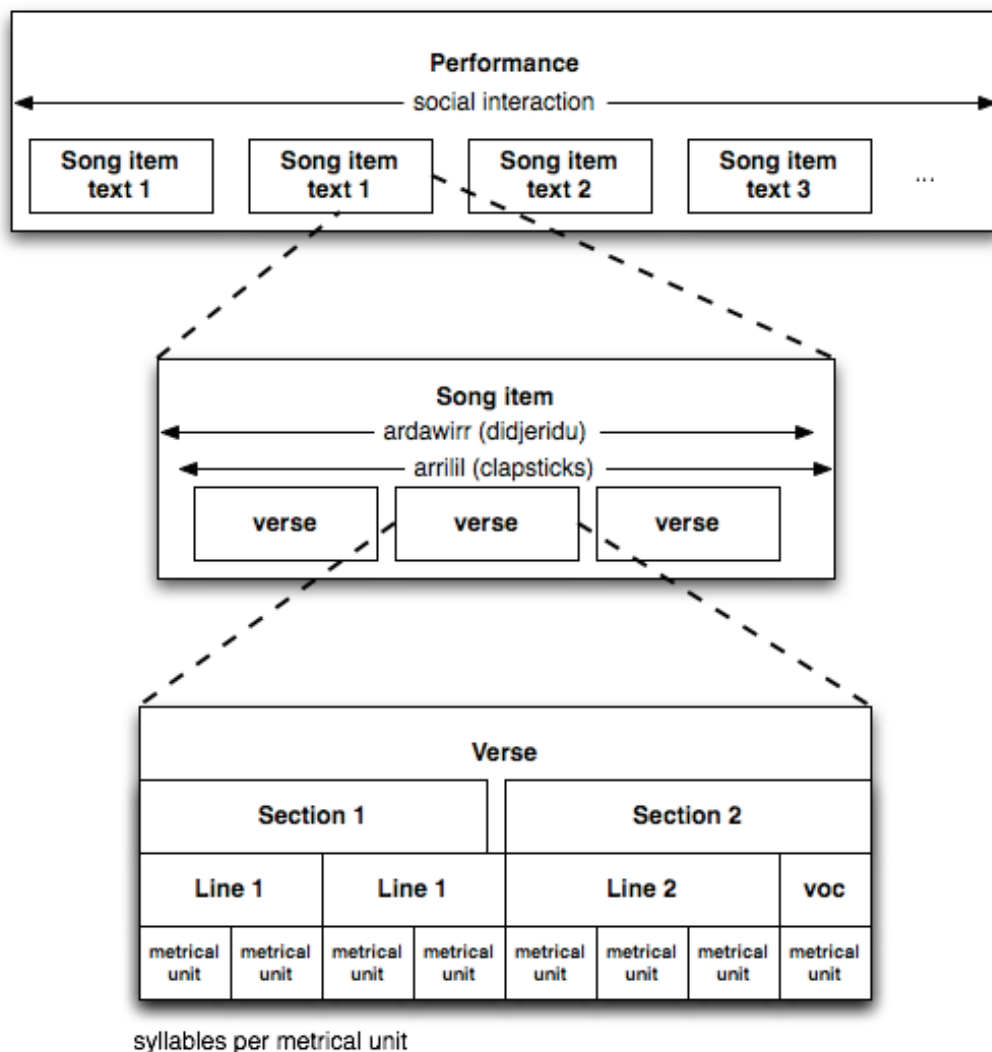 Performance
social interaction
Song item Song item Song item Song item
text 1 text 1 text 2 text 3 ...
Song item
ardawirr (didjeridu)
arrilil (clapsticks)
verse verse verse
Verse
Section 1 Section 2
Line 1 Line 1 Line 2 voc
metrical metrical metrical metrical metrical metrical metrical metrical
unit unit unit unit unit unit unit unit
syllables per metrical unit